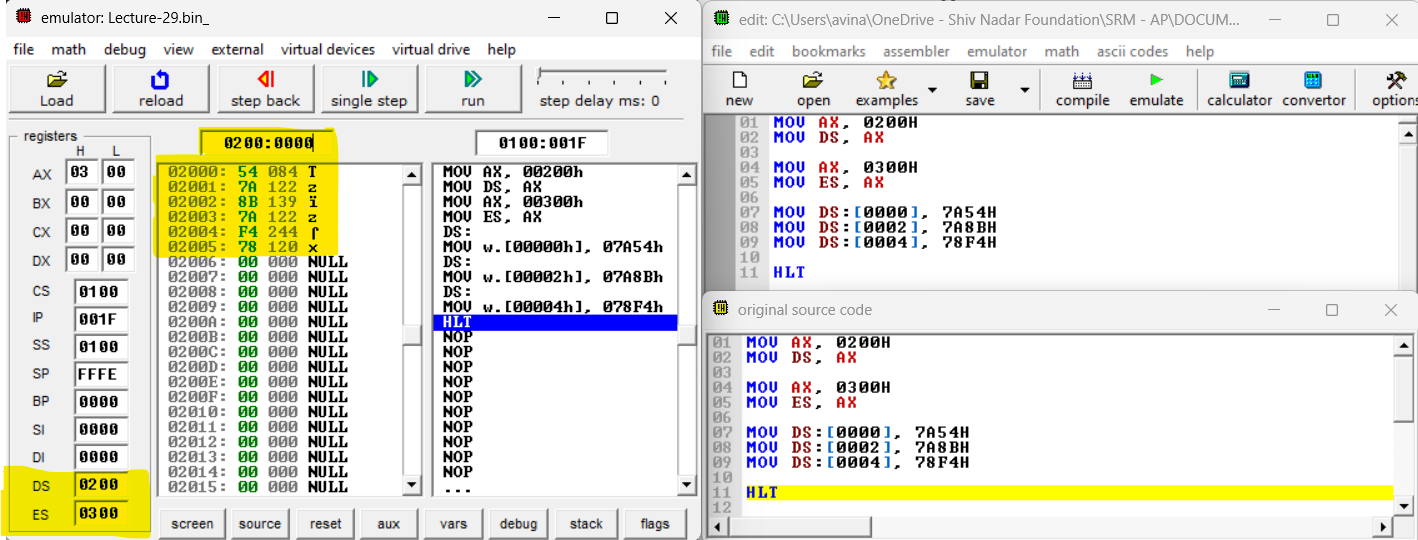 emulator: Lecture-29.bin_
file math debug view external virtual devices virtual drive help
Load reload step back single step run step delay ms: 0
registers
H L
AX 03 00
BX 00 00
CX 00 00
DX 00 00
CS 0100
IP 001F
SS 0100
SP FFFE
BP 0000
SI 0000
DI 0000
DS 0200
ES 0300
0200:0000
02000: 54 084 T
02001: 7A 122 z
02002: 8B 139 ï
02003: 7A 122 z
02004: F4 244 ⌠
02005: 78 120 x
02006: 00 000 NULL
02007: 00 000 NULL
02008: 00 000 NULL
02009: 00 000 NULL
0200A: 00 000 NULL
0200B: 00 000 NULL
0200C: 00 000 NULL
0200D: 00 000 NULL
0200E: 00 000 NULL
0200F: 00 000 NULL
02010: 00 000 NULL
02011: 00 000 NULL
02012: 00 000 NULL
02013: 00 000 NULL
02014: 00 000 NULL
02015: 00 000 NULL
0100:001F
MOV AX, 00200h
MOV DS, AX
MOV AX, 00300h
MOV ES, AX
DS:
MOV w.[00000h], 07A54h
DS:
MOV w.[00002h], 07A8Bh
DS:
MOV w.[00004h], 078F4h
HLT
NOP
NOP
NOP
NOP
NOP
NOP
NOP
NOP
NOP
NOP
...
screen source reset aux vars debug stack flags
edit: C:\Users\avina\OneDrive - Shiv Nadar Foundation\SRM - AP\DOCUM...
file edit bookmarks assembler emulator math ascii codes help
new open examples save compile emulate calculator convertor options
01 MOV AX, 0200H
02 MOV DS, AX
03
04 MOV AX, 0300H
05 MOV ES, AX
06
07 MOV DS:[0000], 7A54H
08 MOV DS:[0002], 7A8BH
09 MOV DS:[0004], 78F4H
10
11 HLT
original source code
01 MOV AX, 0200H
02 MOV DS, AX
03
04 MOV AX, 0300H
05 MOV ES, AX
06
07 MOV DS:[0000], 7A54H
08 MOV DS:[0002], 7A8BH
09 MOV DS:[0004], 78F4H
10
11 HLT
12